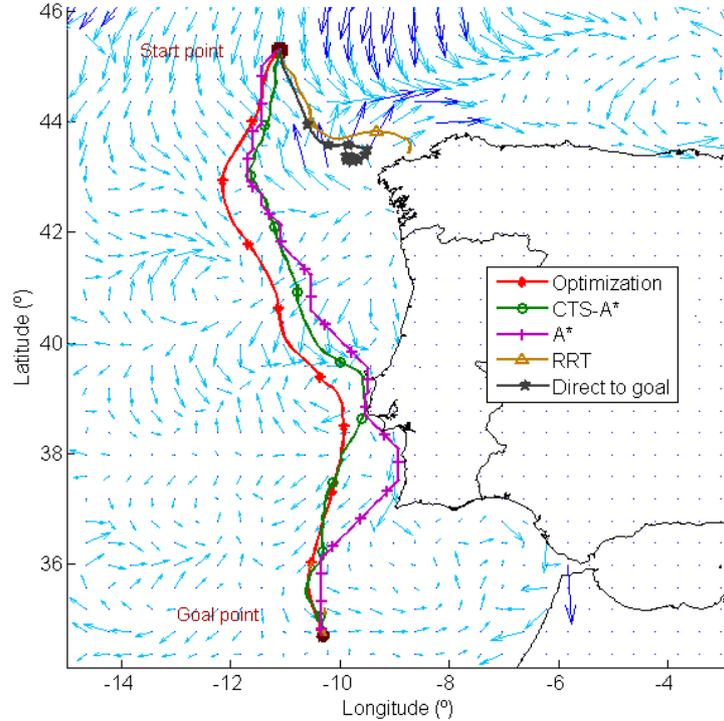 46
Start point
44
42
Optimization
CTS-A*
A*
RRT
Direct to goal
Latitude (º)
40
38
36
Goal point
-14
-12
-10
-8
-6
-4
Longitude (º)